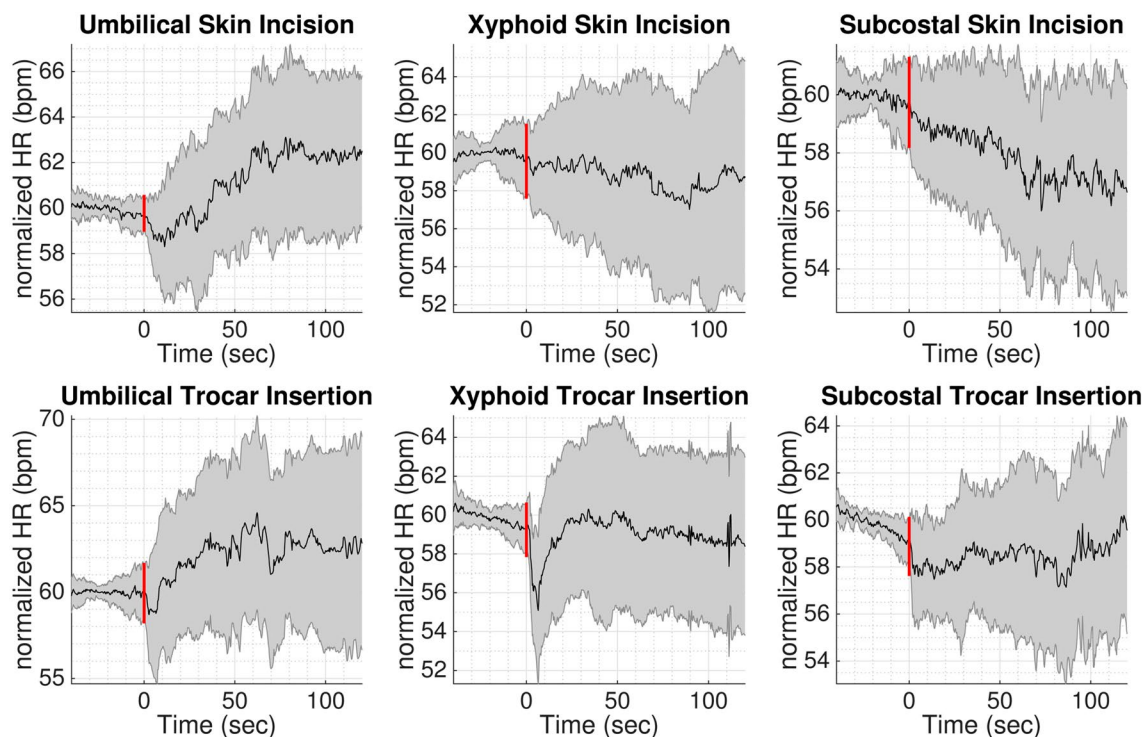 Umbilical Skin Incision
normalized HR (bpm)
66
64
62
60
58
56
0
50
100
Time (sec)
Xyphoid Skin Incision
normalized HR (bpm)
64
62
60
58
56
54
52
0
50
100
Time (sec)
Subcostal Skin Incision
normalized HR (bpm)
60
58
56
54
0
50
100
Time (sec)
Umbilical Trocar Insertion
normalized HR (bpm)
70
65
60
55
0
50
100
Time (sec)
Xyphoid Trocar Insertion
normalized HR (bpm)
64
62
60
58
56
54
52
0
50
100
Time (sec)
Subcostal Trocar Insertion
normalized HR (bpm)
64
62
60
58
56
54
0
50
100
Time (sec)